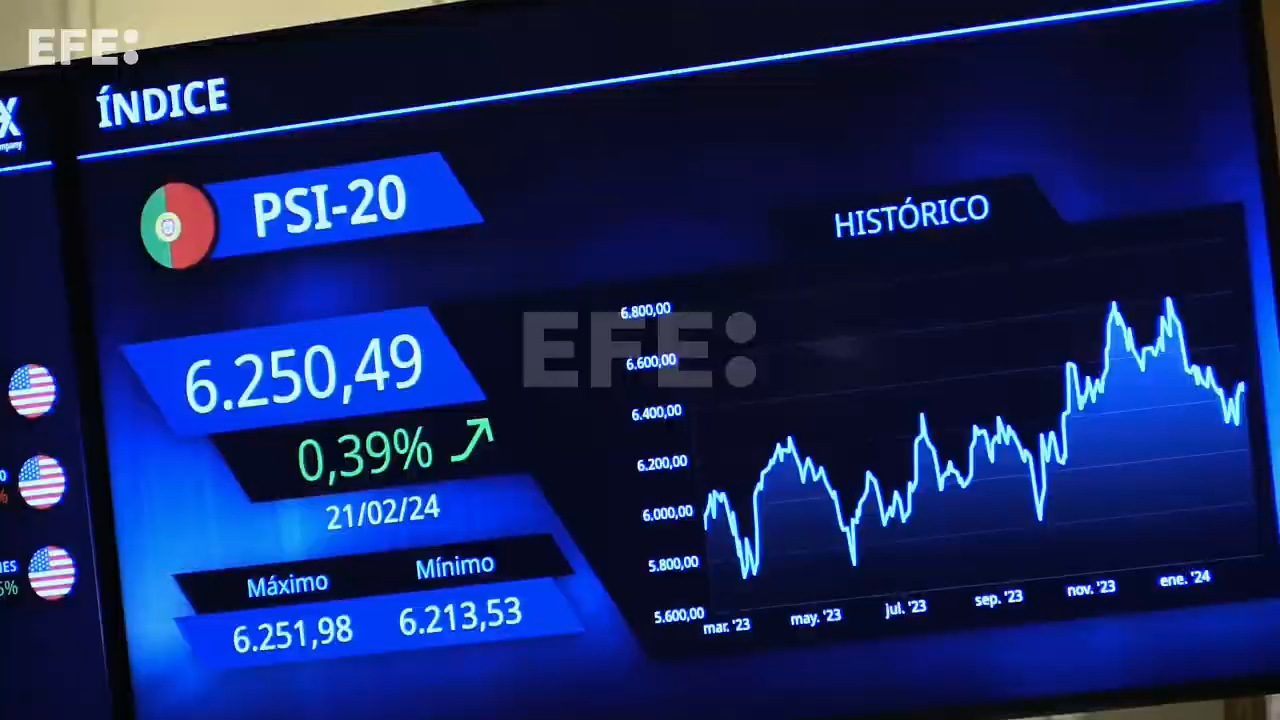 EFE:
X
mpany
ÍNDICE
PSI-20
HISTÓRICO
6.250,49
0,39%
21/02/24
Máximo Mínimo
6.251,98 6.213,53
EFE:
6.800,00
6.600,00
6.400,00
6.200,00
6.000,00
5.800,00
5.600,00
mar. '23 may. '23 jul. '23 sep. '23 nov. '23 ene. '24